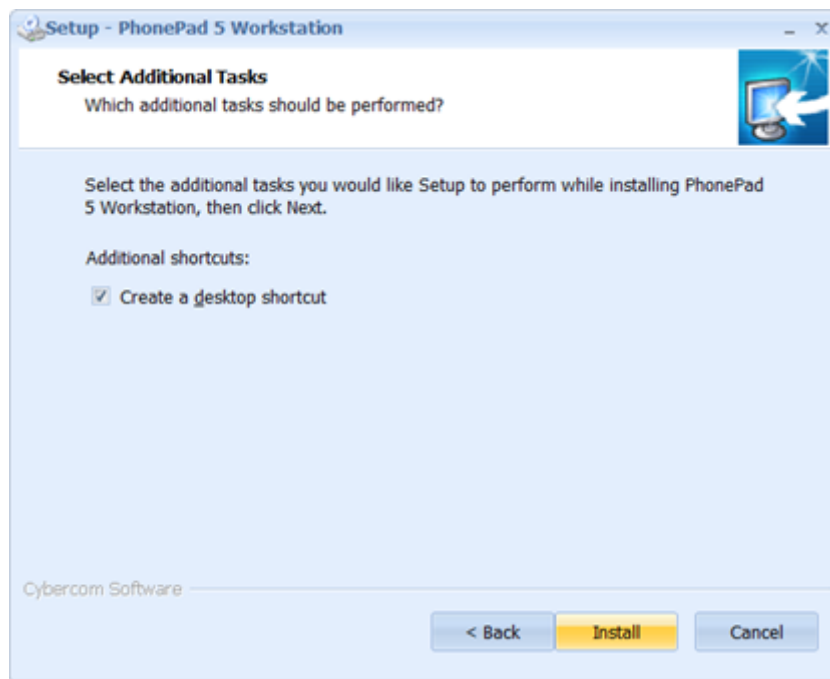 Setup - PhonePad 5 Workstation
Select Additional Tasks
Which additional tasks should be performed?
Select the additional tasks you would like Setup to perform while installing PhonePad
5 Workstation, then click Next.
Additional shortcuts:
Create a desktop shortcut
Cybercom Software
< Back Install Cancel